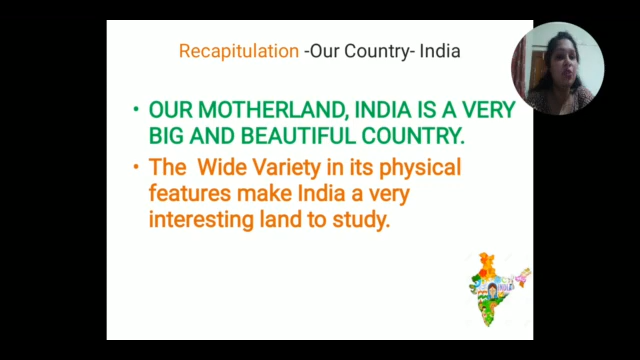 Recapitulation -Our Country- India
• OUR MOTHERLAND, INDIA IS A VERY
BIG AND BEAUTIFUL COUNTRY.
• The Wide Variety in its physical
features make India a very
interesting land to study.
INDIA